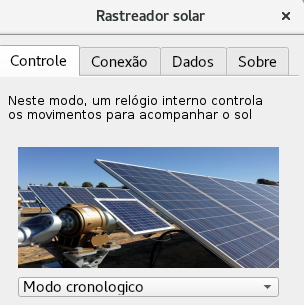 Rastreador solar ×
Controle Conexão Dados Sobre
Neste modo, um relógio interno controla
os movimentos para acompanhar o sol
Modo cronologico